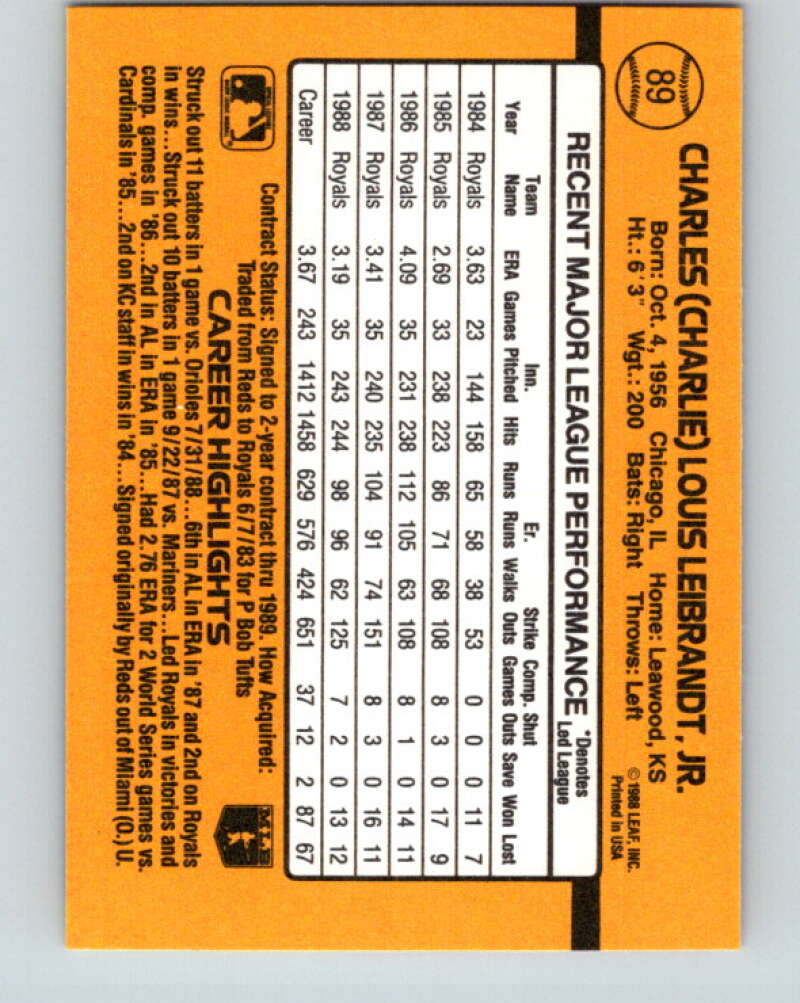 89
CHARLES (CHARLIE) LOUIS LEIBRANDT, JR.
Born: Oct. 4, 1956 Chicago, IL Home: Leawood, KS
Ht.: 6'3" Wgt.: 200 Bats: Right Throws: Left
© 1988 LEAF, INC.
Printed in USA
RECENT MAJOR LEAGUE PERFORMANCE *Denotes
Led League
Team Inn. Er. Strike Comp. Shut
Year Name ERA Games Pitched Hits Runs Runs Walks Outs Games Outs Save Won Lost
1984 Royals 3.63 23 144 158 65 58 38 53 0 0 0 11 7
1985 Royals 2.69 33 238 223 86 71 68 108 8 3 0 17 9
1986 Royals 4.09 35 231 238 112 105 63 108 8 1 0 14 11
1987 Royals 3.41 35 240 235 104 91 74 151 8 3 0 16 11
1988 Royals 3.19 35 243 244 98 96 62 125 7 2 0 13 12
Career 3.67 243 1412 1458 629 576 424 651 37 12 2 87 67
Contract Status: Signed to 2-year contract thru 1989. How Acquired:
Traded from Reds to Royals 6/7/83 for P Bob Tufts
MLB
CAREER HIGHLIGHTS
Struck out 11 batters in 1 game vs. Orioles 7/31/88...6th in AL in ERA in '87 and 2nd on Royals
in wins...Struck out 10 batters in 1 game 9/22/87 vs. Mariners...Led Royals in victories and
comp. games in '86...2nd in AL in ERA in '85...Had 2.76 ERA for 2 World Series games vs.
Cardinals in '85...2nd on KC staff in wins in '84...Signed originally by Reds out of Miami (O.) U.